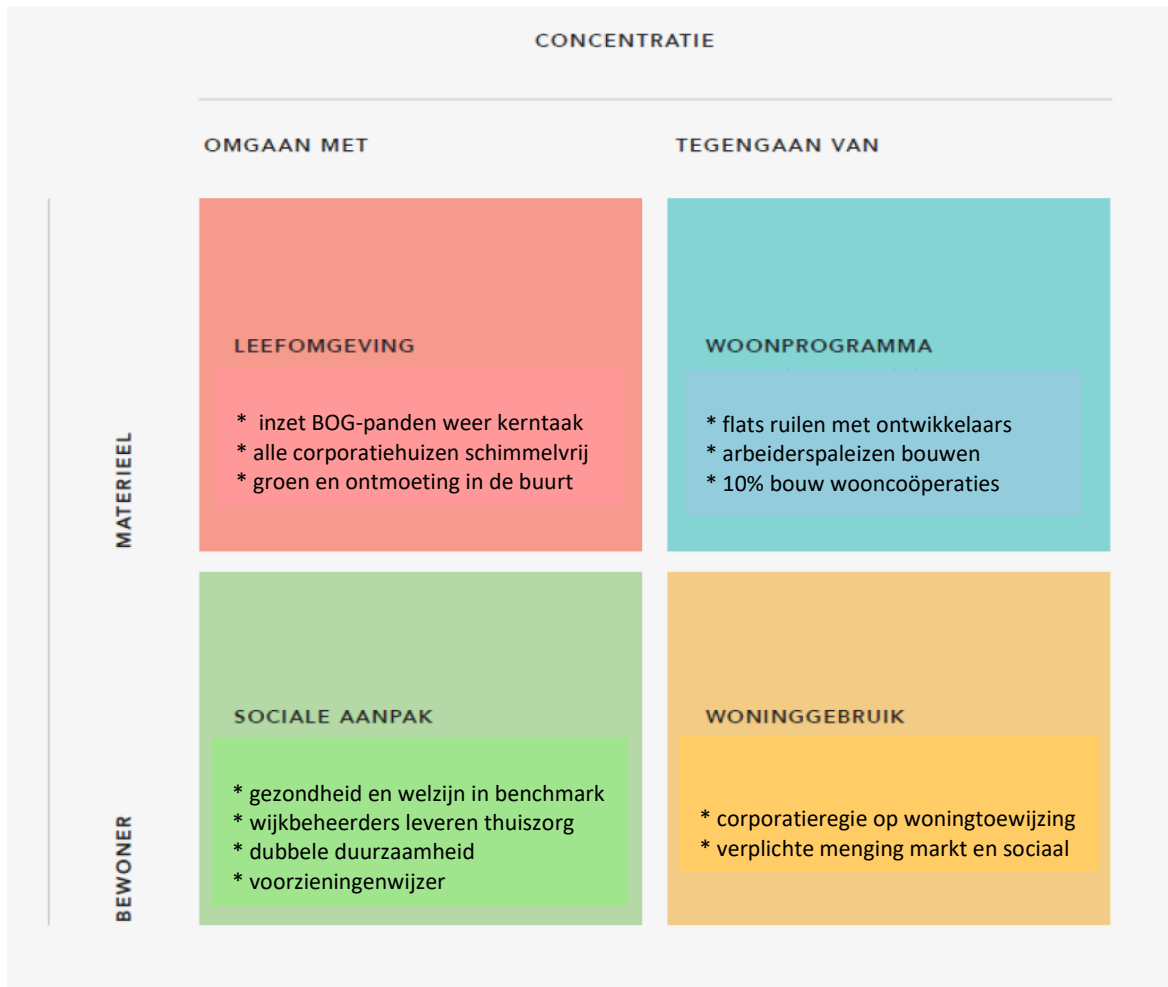 CONCENTRATIE
OMGAAN MET
TEGENGAAN VAN
MATERIEEL
LEEFOMGEVING
* inzet BOG-panden weer kerntaak
* alle corporatiehuizen schimmelvrij
* groen en ontmoeting in de buurt
WOONPROGRAMMA
* flats ruilen met ontwikkelaars
* arbeiderspaleizen bouwen
* 10% bouw wooncoöperaties
BEWONER
SOCIALE AANPAK
* gezondheid en welzijn in benchmark
* wijkbeheerders leveren thuiszorg
* dubbele duurzaamheid
* voorzieningenwijzer
WONINGGEBRUIK
* corporatieregie op woningtoewijzing
* verplichte menging markt en sociaal